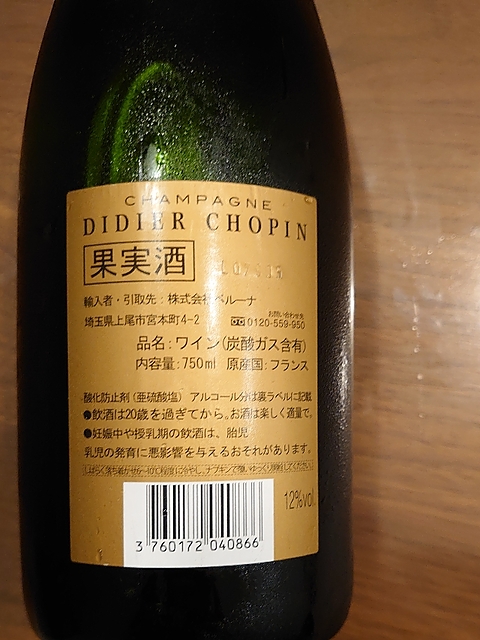 CHAMPAGNE
DIDIER CHOPIN
果実酒
輸入者・引取先：株式会社ベルーナ
お問い合わせ先
埼玉県上尾市宮本町4-2 0120-559-950
品名：ワイン(炭酸ガス含有)
内容量：750ml 原産国：フランス
酸化防止剤(亜硫酸塩) アルコール分は裏ラベルに記載
●飲酒は20歳を過ぎてから。お酒は楽しく適量で。
●妊娠中や授乳期の飲酒は、胎児・
乳児の発育に悪影響を与えるおそれがあります。
12%vol.
3 760172 040866